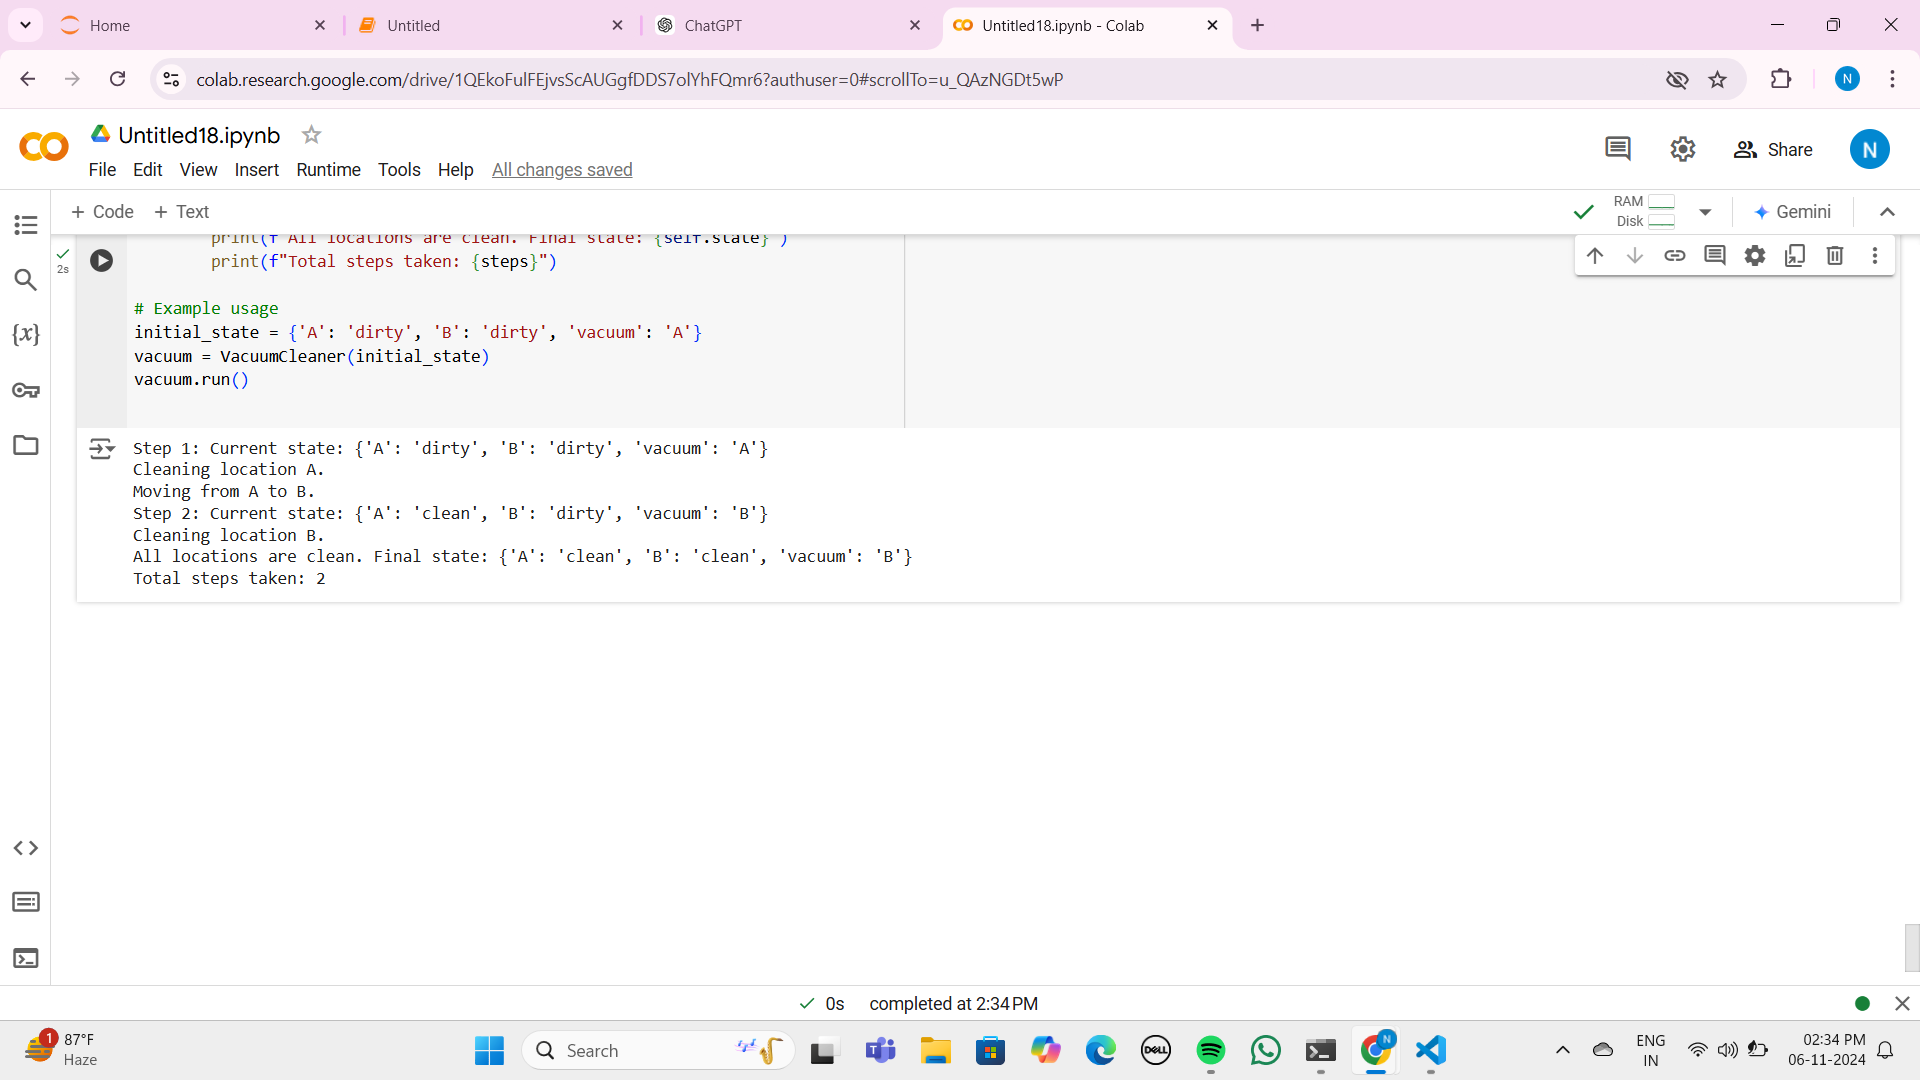 Home
Untitled
ChatGPT
Untitled18.ipynb - Colab
colab.research.google.com/drive/1QEkoFulFEjvsScAUGgfDDS7olYhFQmr6?authuser=0#scrollTo=u_QAzNGDt5wP
N
Untitled18.ipynb
Share
N
File Edit View Insert Runtime Tools Help All changes saved
+ Code + Text
RAM
Disk
Gemini
print(f"All locations are clean. Final state: {self.state}")
2s
print(f"Total steps taken: {steps}")
# Example usage
initial_state = {'A': 'dirty', 'B': 'dirty', 'vacuum': 'A'}
vacuum = VacuumCleaner(initial_state)
vacuum.run()
Step 1: Current state: {'A': 'dirty', 'B': 'dirty', 'vacuum': 'A'}
Cleaning location A.
Moving from A to B.
Step 2: Current state: {'A': 'clean', 'B': 'dirty', 'vacuum': 'B'}
Cleaning location B.
All locations are clean. Final state: {'A': 'clean', 'B': 'clean', 'vacuum': 'B'}
Total steps taken: 2
0s completed at 2:34 PM
1
87°F
Haze
Search
DELL
N
ENG
IN
02:34 PM
06-11-2024